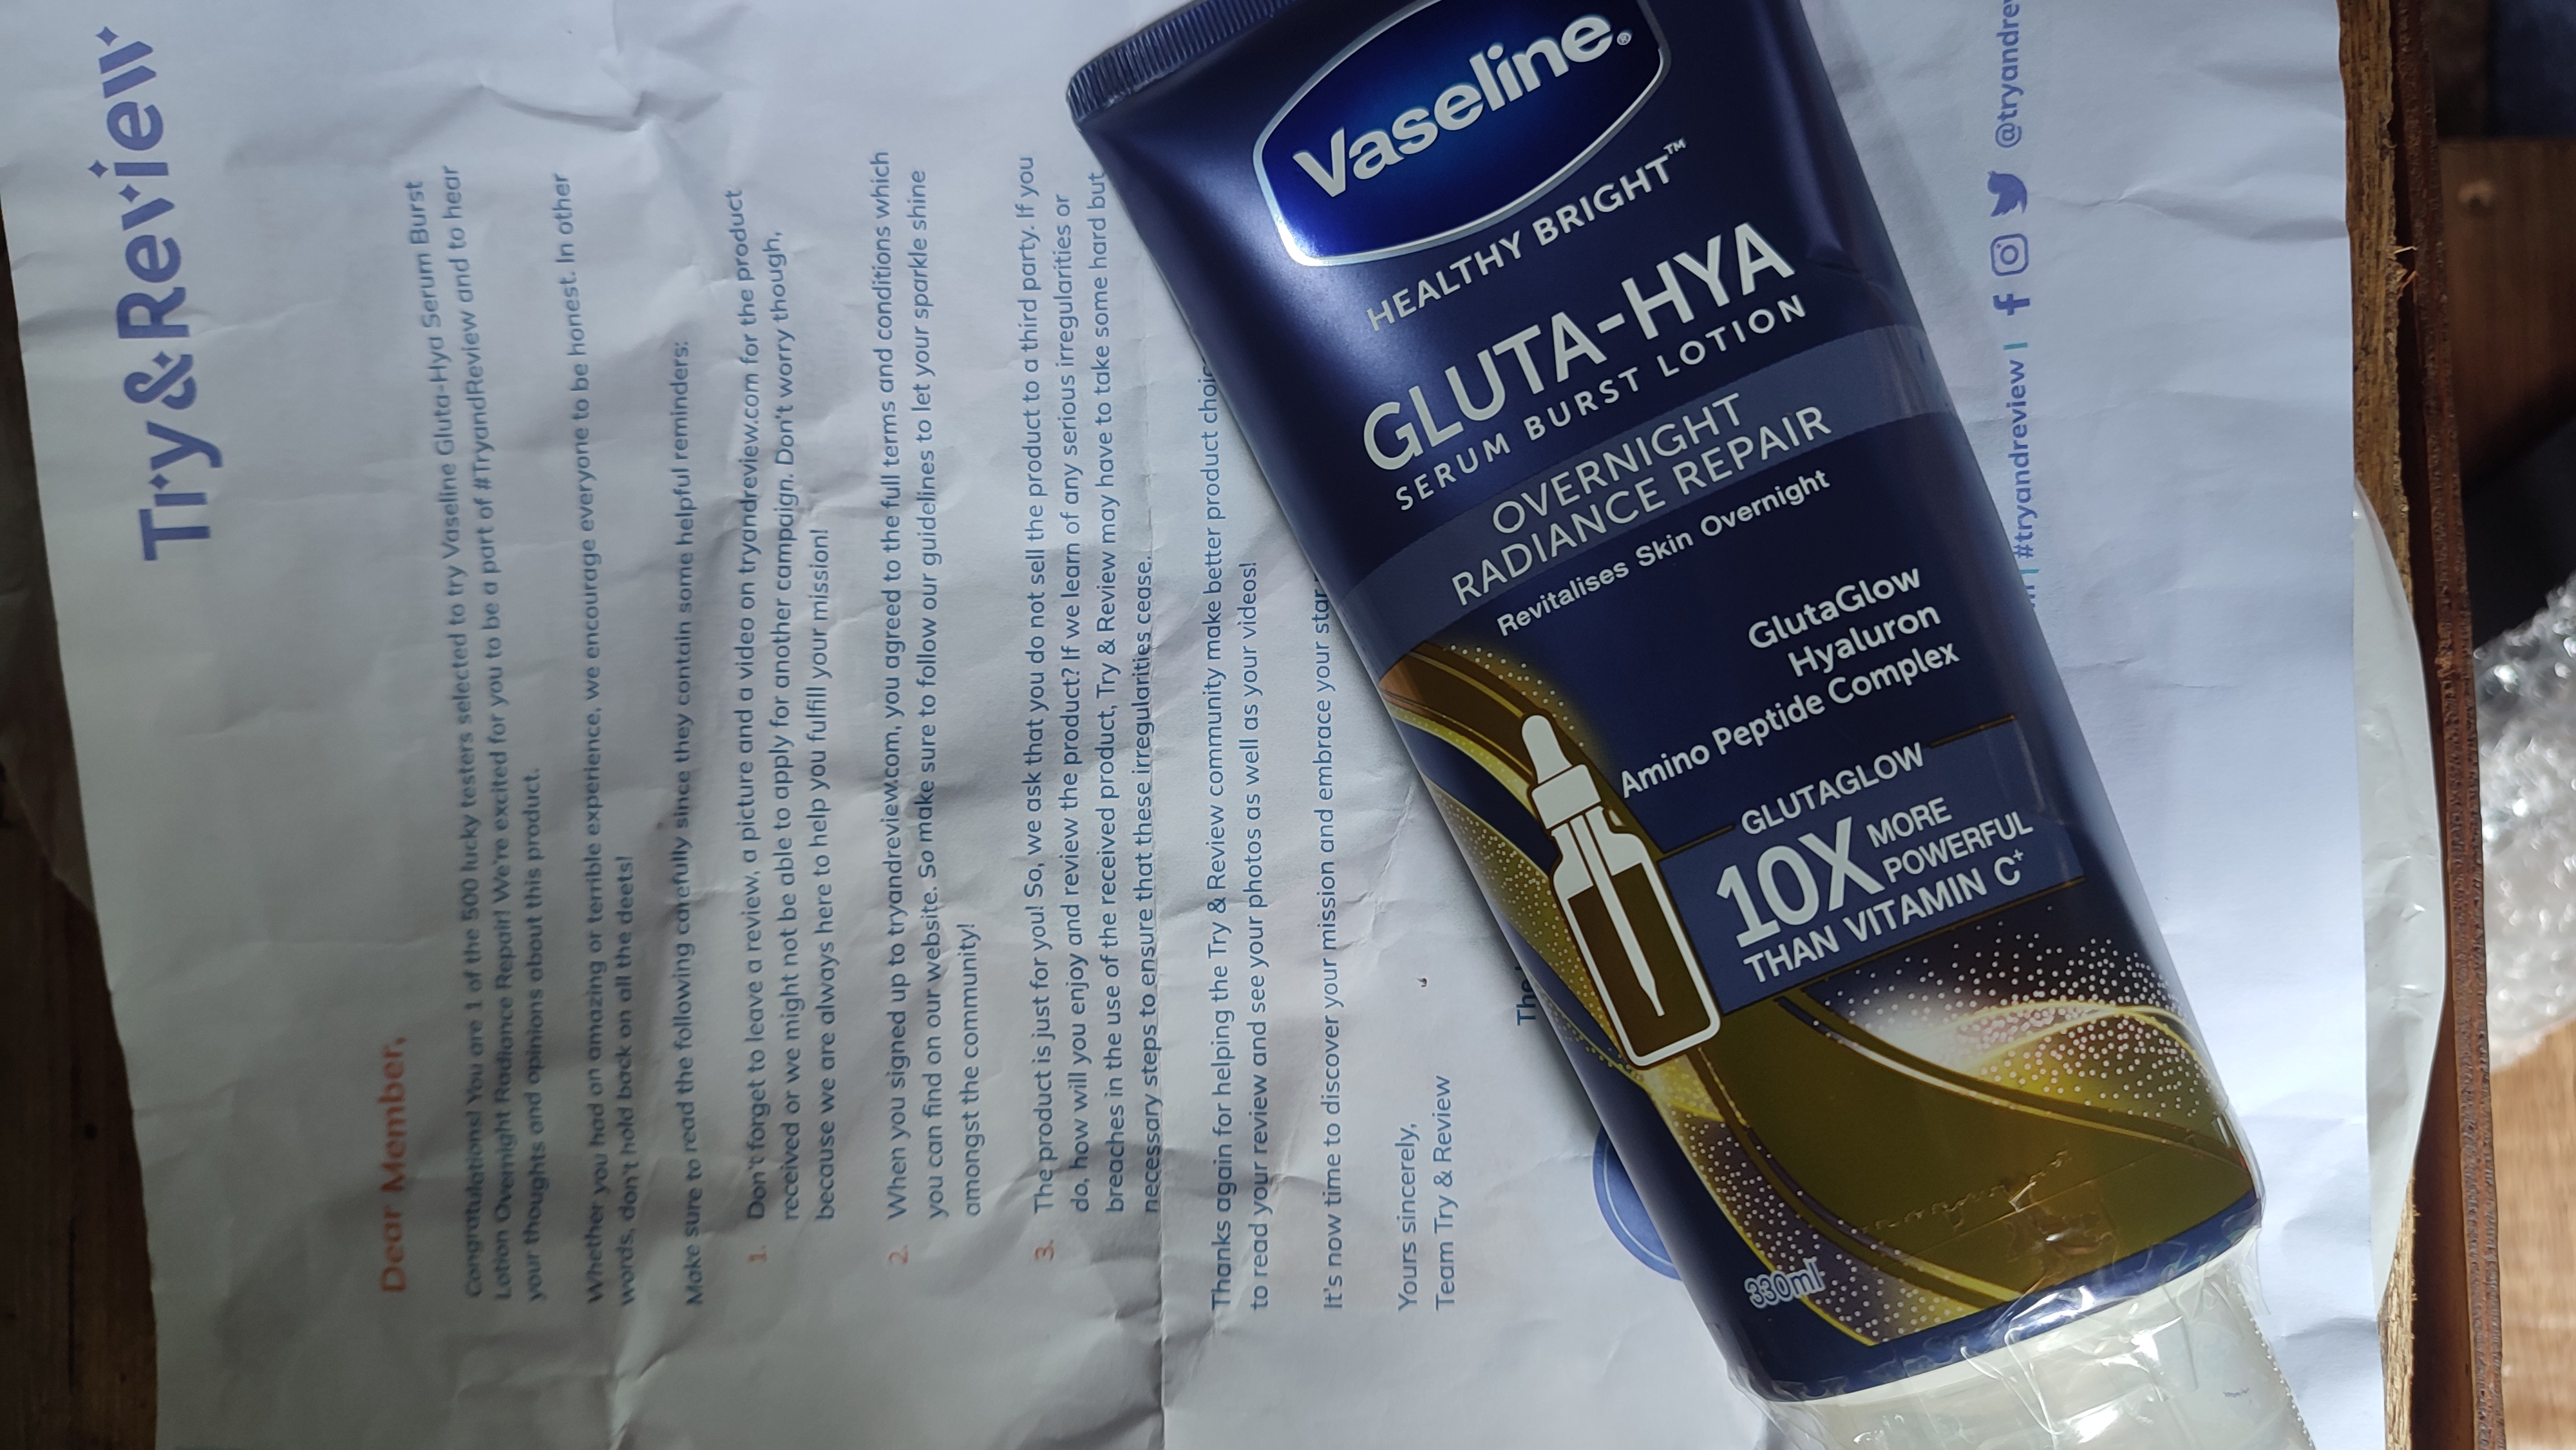 Try&Review
Dear Member,
Congratulations! You are 1 of the 500 lucky testers selected to try Vaseline Gluta-Hya Serum Burst
Lotion Overnight Radiance Repair! We're excited for you to be a part of #TryandReview and to hear
your thoughts and opinions about this product.
Whether you had an amazing or terrible experience, we encourage everyone to be honest. In other
words, don't hold back on all the deets!
Make sure to read the following carefully since they contain some helpful reminders:
1. Don't forget to leave a review, a picture and a video on tryandreview.com for the product
received or we might not be able to apply for another campaign. Don't worry though,
because we are always here to help you fulfill your mission!
2. When you signed up to tryandreview.com, you agreed to the full terms and conditions which
you can find on our website. So make sure to follow our guidelines to let your sparkle shine
amongst the community!
3. The product is just for you! So, we ask that you do not sell the product to a third party. If you
do, how will you enjoy and review the product? If we learn of any serious irregularities or
breaches in the use of the received product, Try & Review may have to take some hard but
necessary steps to ensure that these irregularities cease.
Thanks again for helping the Try & Review community make better product choic
to read your review and see your photos as well as your videos!
It's now time to discover your mission and embrace your star
Yours sincerely,
Team Try & Review
The
| #tryandreview | @tryandrev
Vaseline®
HEALTHY BRIGHT™
GLUTA-HYA
SERUM BURST LOTION
OVERNIGHT
RADIANCE REPAIR
Revitalises Skin Overnight
GlutaGlow
Hyaluron
Amino Peptide Complex
GLUTAGLOW
10X MORE
POWERFUL
THAN VITAMIN C+
330ml